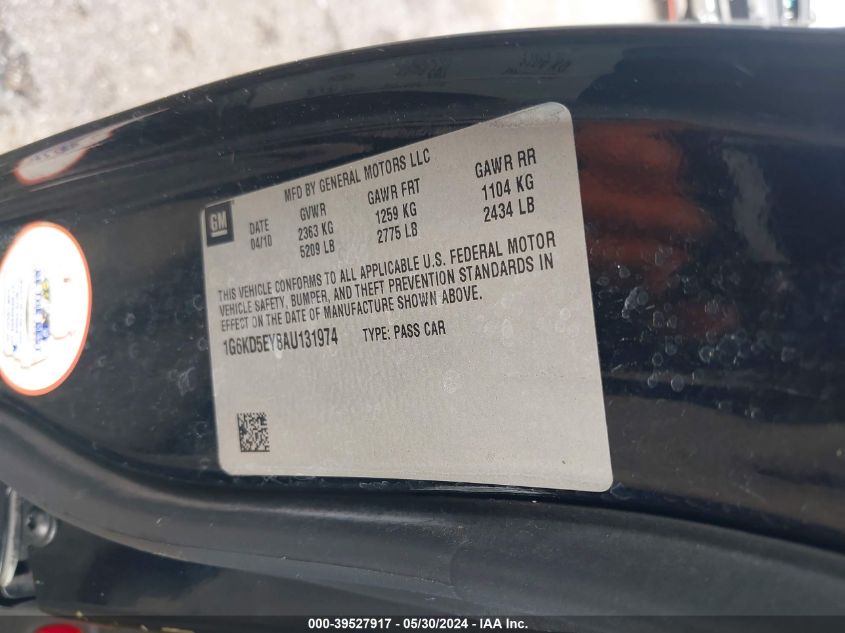 MFD BY GENERAL MOTORS LLC
GM
DATE GVWR GAWR FRT GAWR RR
04/10 2363 KG 1259 KG 1104 KG
5209 LB 2775 LB 2434 LB
THIS VEHICLE CONFORMS TO ALL APPLICABLE U.S. FEDERAL MOTOR
VEHICLE SAFETY, BUMPER, AND THEFT PREVENTION STANDARDS IN
EFFECT ON THE DATE OF MANUFACTURE SHOWN ABOVE.
1G6KD5EY8AU131974 TYPE: PASS CAR
000-39527917 / 05/30/2024 - IAA Inc.